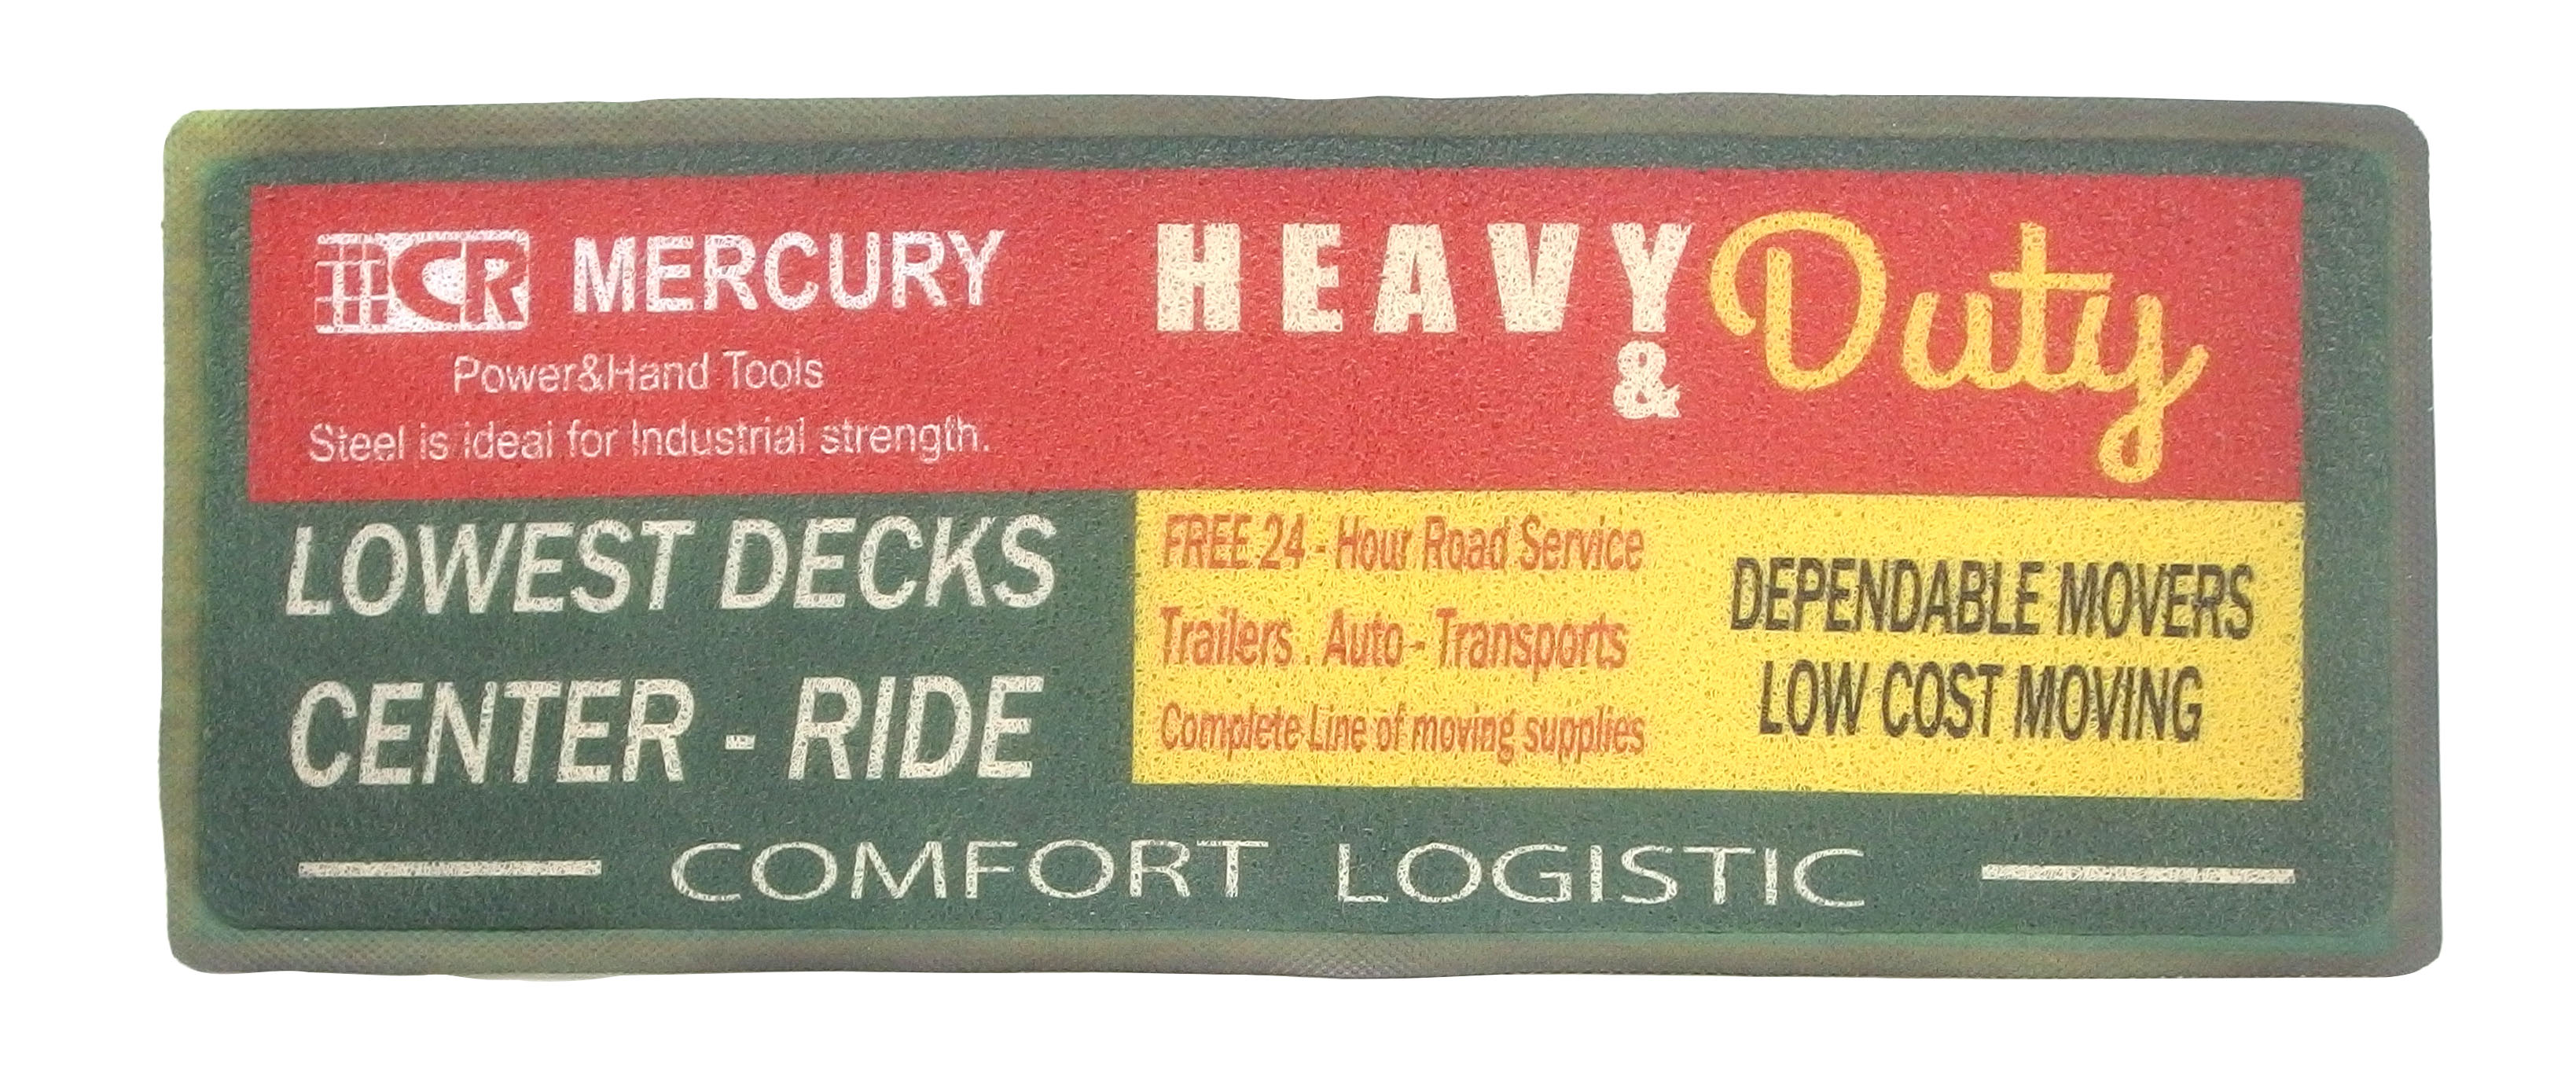 CR MERCURY
Power&Hand Tools
Steel is ideal for Industrial strength.
HEAVY Duty
&
LOWEST DECKS
CENTER - RIDE
FREE 24 - Hour Road Service
Trailers . Auto - Transports
Complete Line of moving supplies
DEPENDABLE MOVERS
LOW COST MOVING
COMFORT LOGISTIC